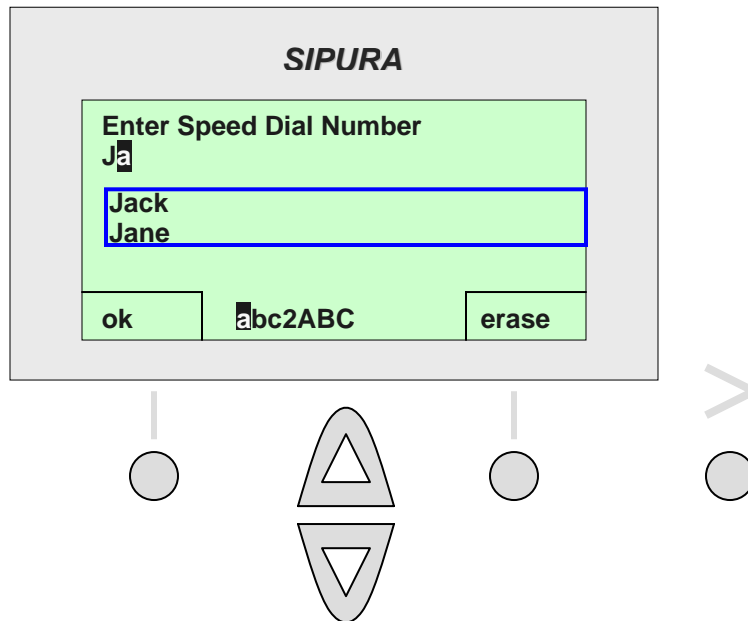 SIPURA
Enter Speed Dial Number
Ja
Jack
Jane
ok abc2ABC erase
>